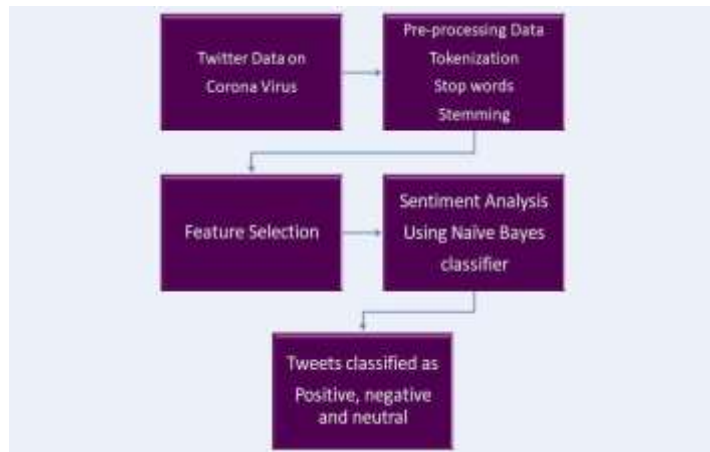 Twitter Data on
Corona Virus
Pre-processing Data
Tokenization
Stop words
Stemming
Feature Selection
Sentiment Analysis
Using Naïve Bayes
classifier
Tweets classified as
Positive, negative
and neutral